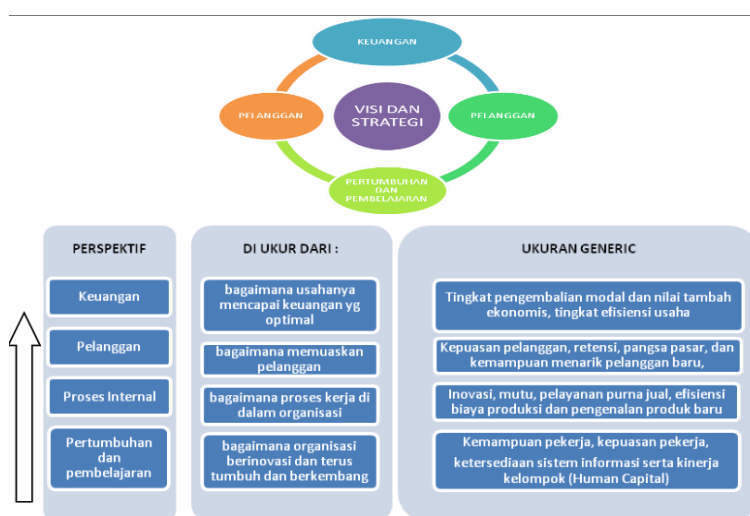 KEUANGAN
PELANGGAN
VISI DAN
STRATEGI
PELANGGAN
PERTUMBUHAN
DAN
PEMBELAJARAN
PERSPEKTIF
Keuangan
Pelanggan
Proses Internal
Pertumbuhan
dan
pembelajaran
DI UKUR DARI :
bagaimana usahanya
mencapai keuangan yg
optimal
bagaimana memuaskan
pelanggan
bagaimana proses kerja di
dalam organisasi
bagaimana organisasi
berinovasi dan terus
tumbuh dan berkembang
UKURAN GENERIC
Tingkat pengembalian modal dan nilai tambah
ekonomis, tingkat efisiensi usaha
Kepuasan pelanggan, retensi, pangsa pasar, dan
kemampuan menarik pelanggan baru,
Inovasi, mutu, pelayanan purna jual, efisiensi
biaya produksi dan pengenalan produk baru
Kemampuan pekerja, kepuasan pekerja,
ketersediaan sistem informasi serta kinerja
kelompok (Human Capital)